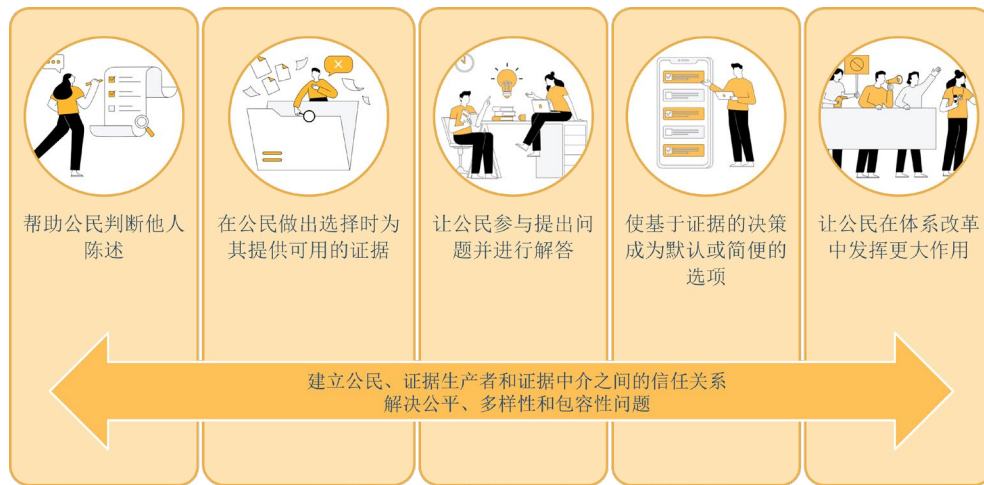 帮助公民判断他人
陈述
在公民做出选择时为
其提供可用的证据
让公民参与提出问
题并进行解答
使基于证据的决策
成为默认或简便的
选项
让公民在体系改革
中发挥更大作用
建立公民、证据生产者和证据中介之间的信任关系
解决公平、多样性和包容性问题